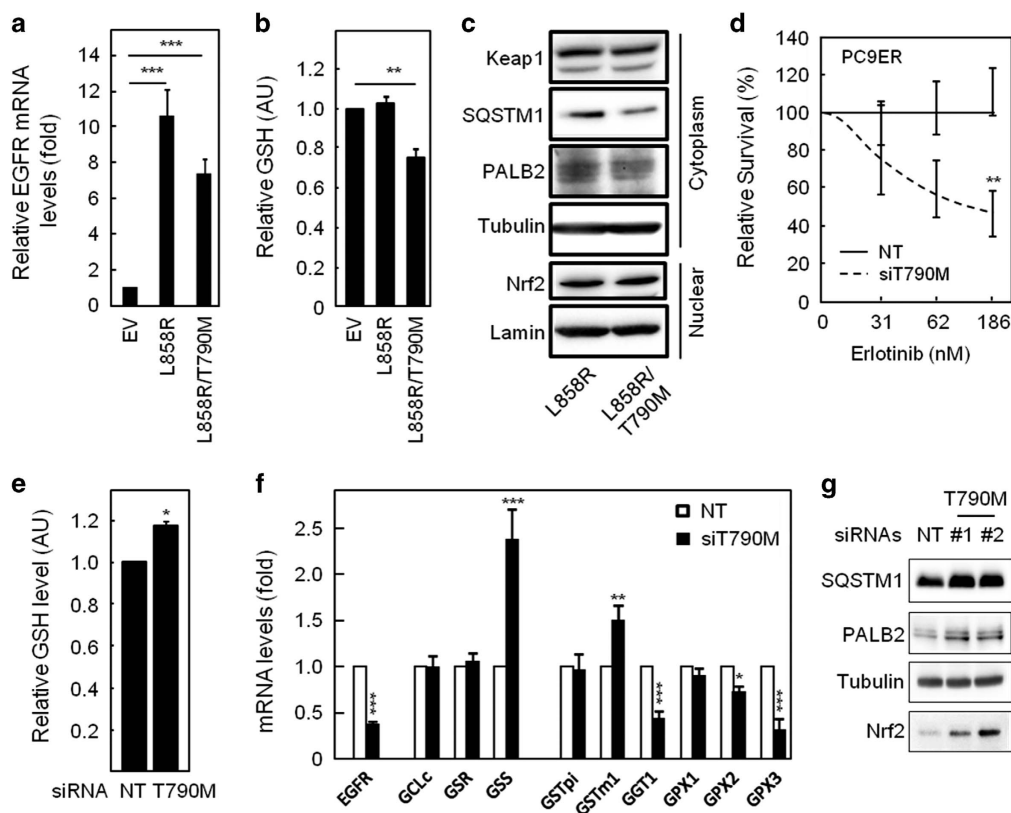 a
Relative EGFR mRNA
levels (fold)
14
12
10
8
6
4
2
0
***
***
EV
L858R
L858R/T790M
b
Relative GSH (AU)
1.2
1.0
0.8
0.6
0.4
0.2
0
**
EV
L858R
L858R/T790M
c
Keap1
SQSTM1
PALB2
Tubulin
Nrf2
Lamin
Cytoplasm
Nuclear
L858R
L858R/
T790M
d
Relative Survival (%)
140
120
100
80
60
40
20
0
PC9ER
**
NT
siT790M
0 31 62 186
Erlotinib (nM)
e
Relative GSH level (AU)
1.2
1.0
0.8
0.6
0.4
0.2
0
*
siRNA NT T790M
f
mRNA levels (fold)
2.5
2.0
1.5
1.0
0.5
0
NT
siT790M
***
***
**
***
*
***
EGFR
GCLc
GSR
GSS
GSTpi
GSTm1
GGT1
GPX1
GPX2
GPX3
g
T790M
siRNAs NT #1 #2
SQSTM1
PALB2
Tubulin
Nrf2